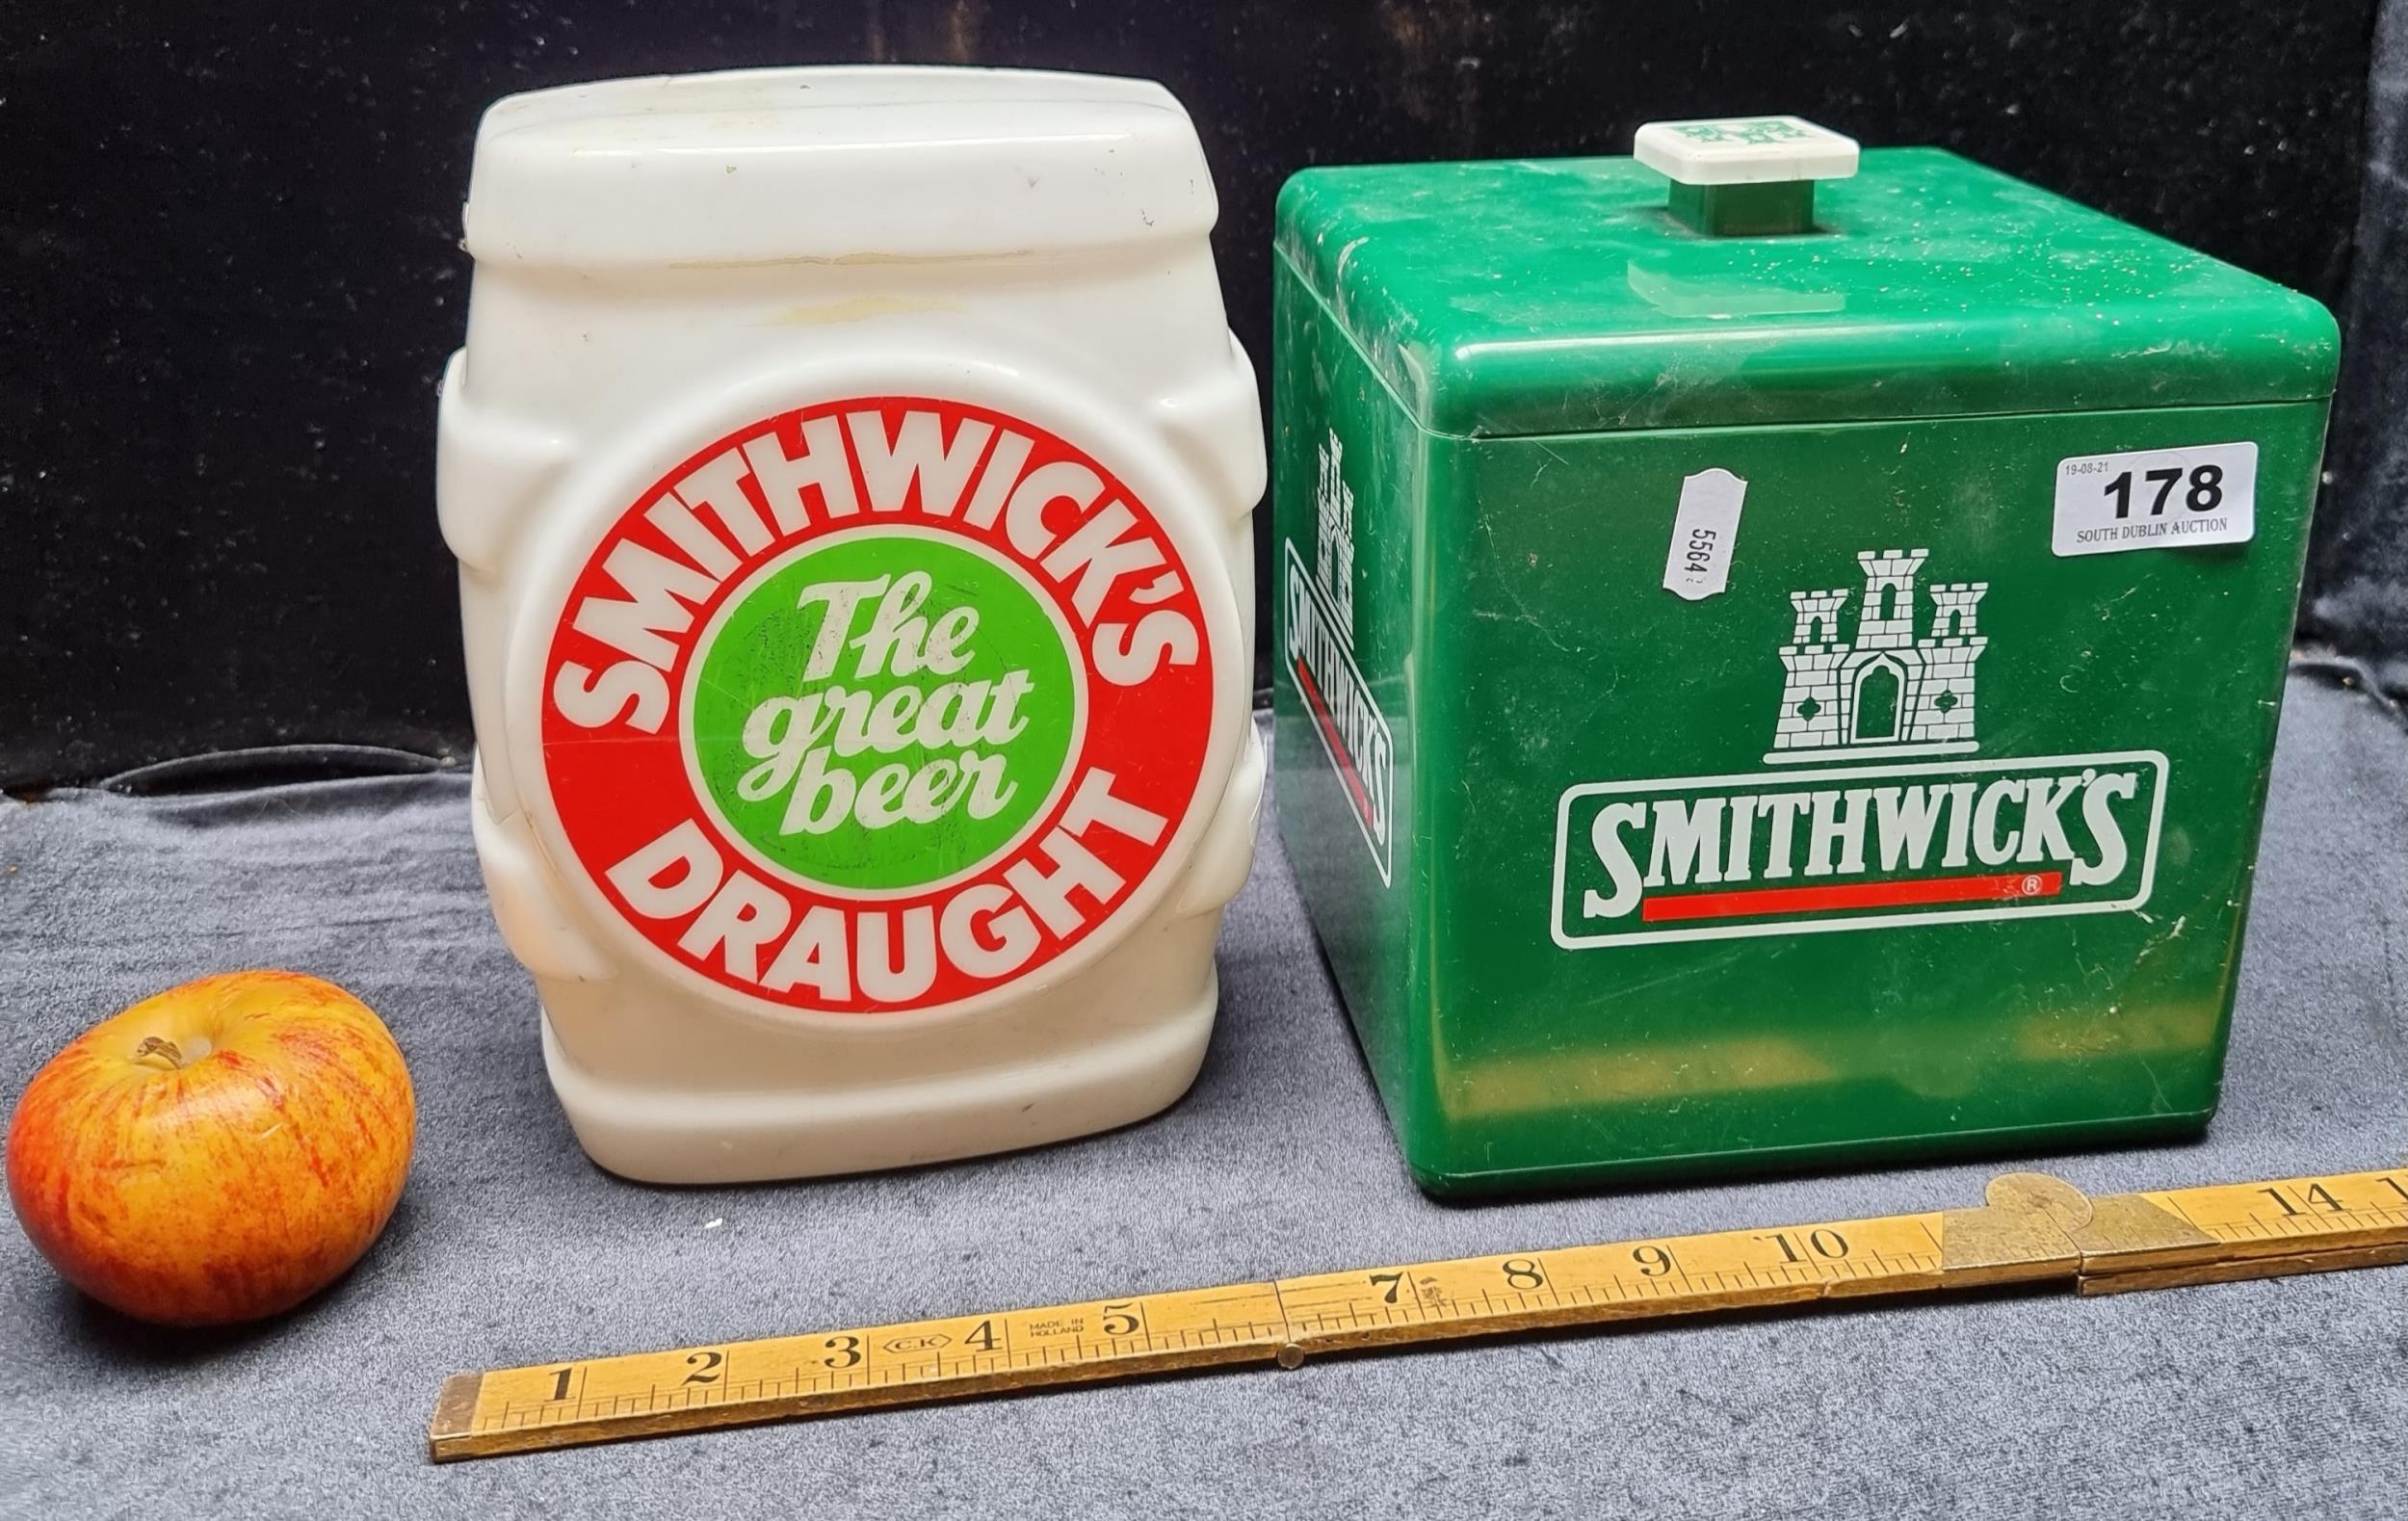 SMITHWICK'S
The
great
beer
DRAUGHT
19-08-21
178
SOUTH DUBLIN AUCTION
5564
SMITHWICK'S
®
SMITHWICK'S
1 2 3 C.K 4 MADE IN HOLLAND 5 7 8 9 10 14